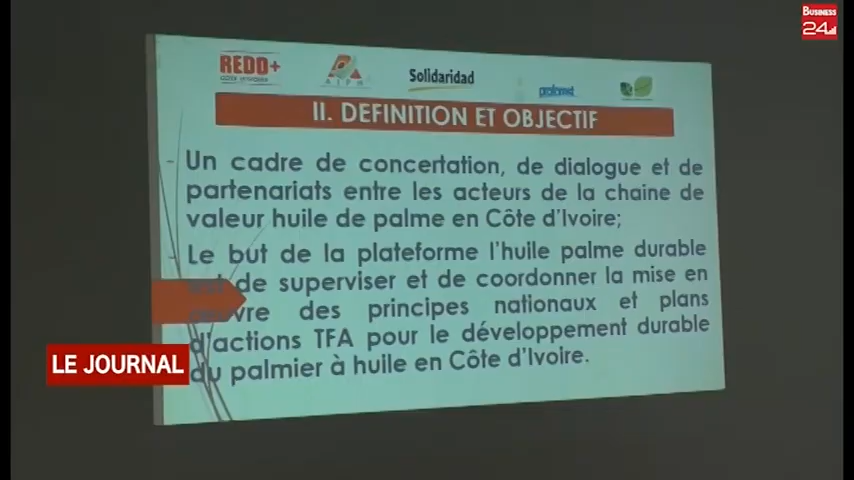 BUSINESS
24
REDD+
AIPH
Solidaridad
proforest
II. DEFINITION ET OBJECTIF
- Un cadre de concertation, de dialogue et de
partenariats entre les acteurs de la chaine de
valeur huile de palme en Côte d'Ivoire;
- Le but de la plateforme l'huile palme durable
de superviser et de coordonner la mise en
des principes nationaux et plans
d'actions TFA pour le développement durable
du palmier à huile en Côte d'Ivoire.
LE JOURNAL